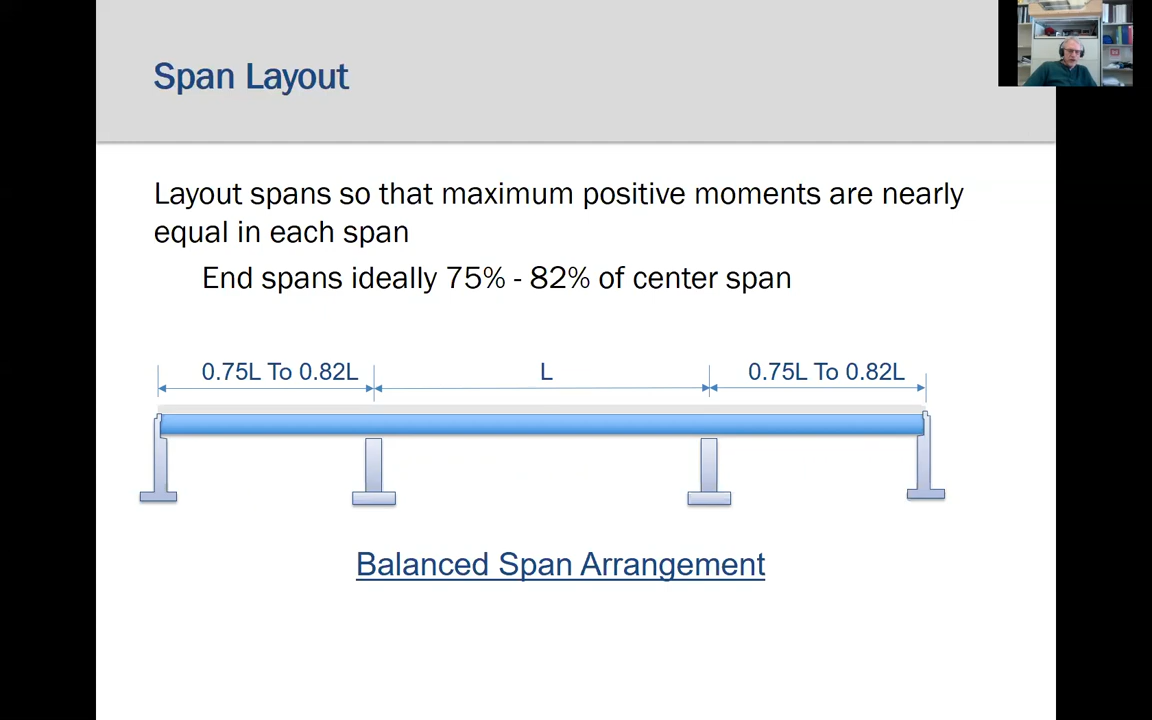 Span Layout
Layout spans so that maximum positive moments are nearly
equal in each span
End spans ideally 75% - 82% of center span
0.75L To 0.82L
L
0.75L To 0.82L
Balanced Span Arrangement